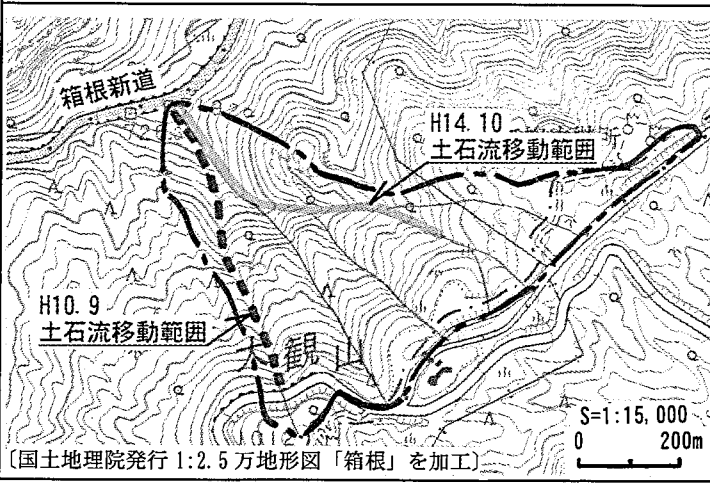 箱根新道
H14.10
土石流移動範囲
H10.9
土石流移動範囲
観山
S=1:15,000
0 200m
〔国土地理院発行 1:2.5万地形図「箱根」を加工〕